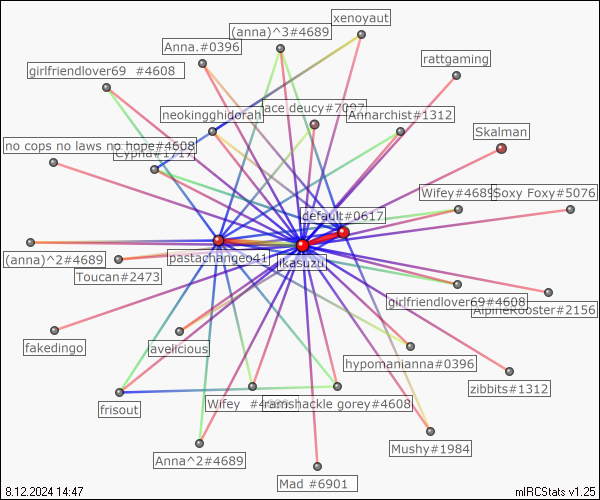 xenoyaut
(anna)^3#4689
Anna.#0396
rattgaming
girlfriendlover69 #4608
ace deucy#7097
neokingghidorah
Annarchist#1312
Skalman
no cops no laws no hope#4608
Cypha#1717
Wifey#4689
Soxy Foxy#5076
default#0617
(anna)^2#4689
pastachangeo41
ikasuzu
Toucan#2473
girlfriendlover69#4608
AlpineRooster#2156
fakedingo
avelicious
hypomanianna#0396
zibbits#1312
frisout
Wifey #4689
ramshackle gorey#4608
Mushy#1984
Anna^2#4689
Mad #6901
8.12.2024 14:47
mIRCStats v1.25